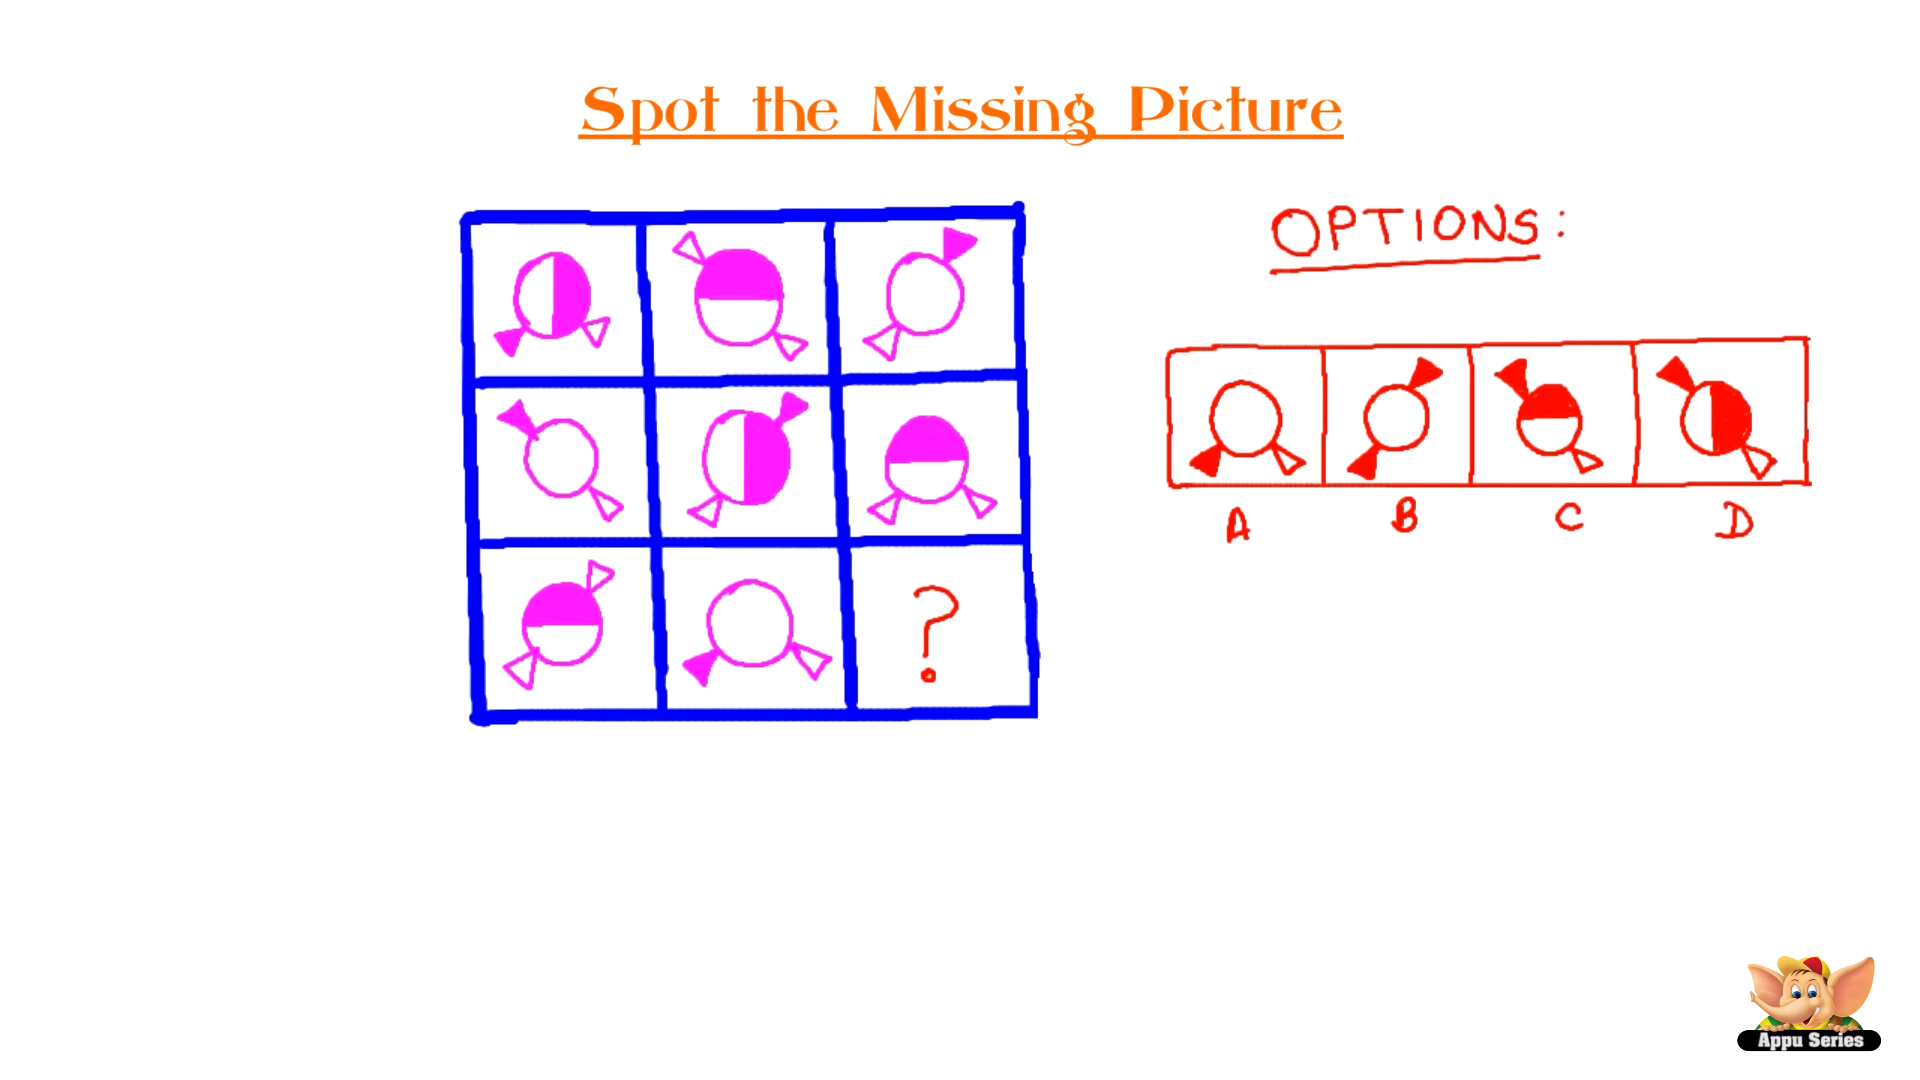 Spot the Missing Picture
OPTIONS:
?
A B C D
Appu Series